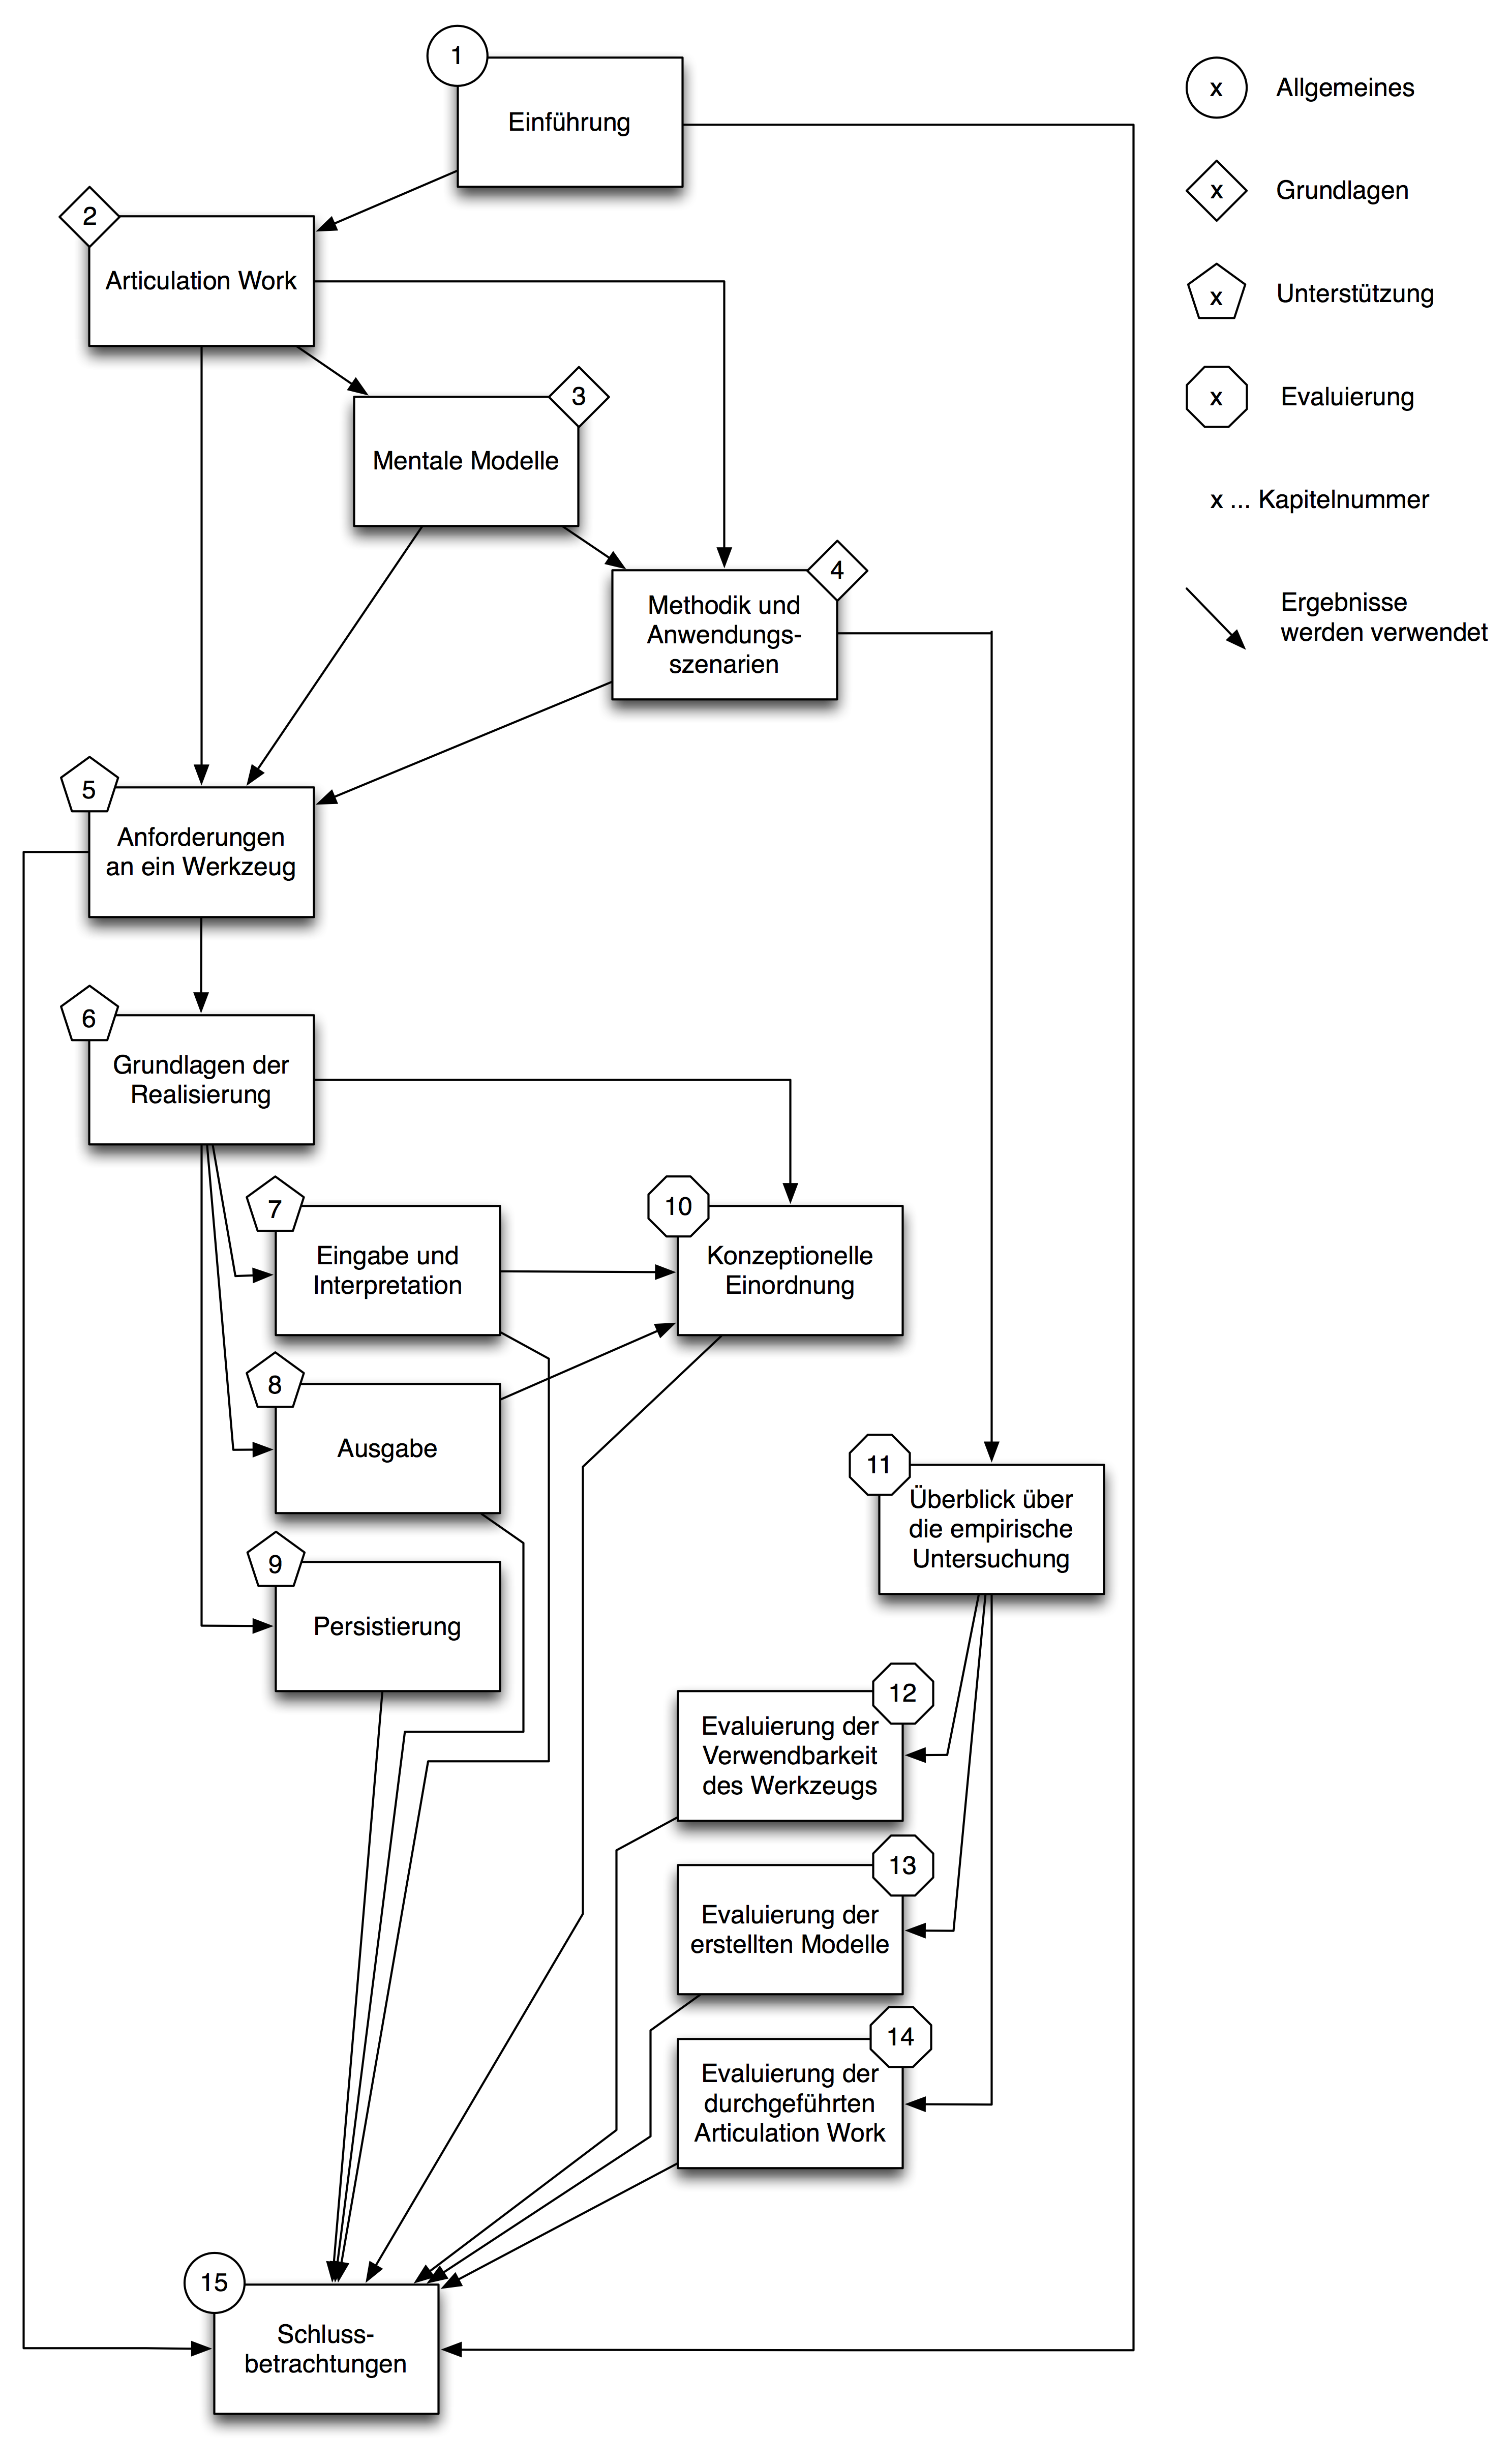 1
Einführung
2
Articulation Work
3
Mentale Modelle
4
Methodik und
Anwendungs-
szenarien
5
Anforderungen
an ein Werkzeug
6
Grundlagen der
Realisierung
7
Eingabe und
Interpretation
8
Ausgabe
9
Persistierung
10
Konzeptionelle
Einordnung
11
Überblick über
die empirische
Untersuchung
12
Evaluierung der
Verwendbarkeit
des Werkzeugs
13
Evaluierung der
erstellten Modelle
14
Evaluierung der
durchgeführten
Articulation Work
15
Schluss-
betrachtungen
x Allgemeines
x Grundlagen
x Unterstützung
x Evaluierung
x ... Kapitelnummer
Ergebnisse
werden verwendet